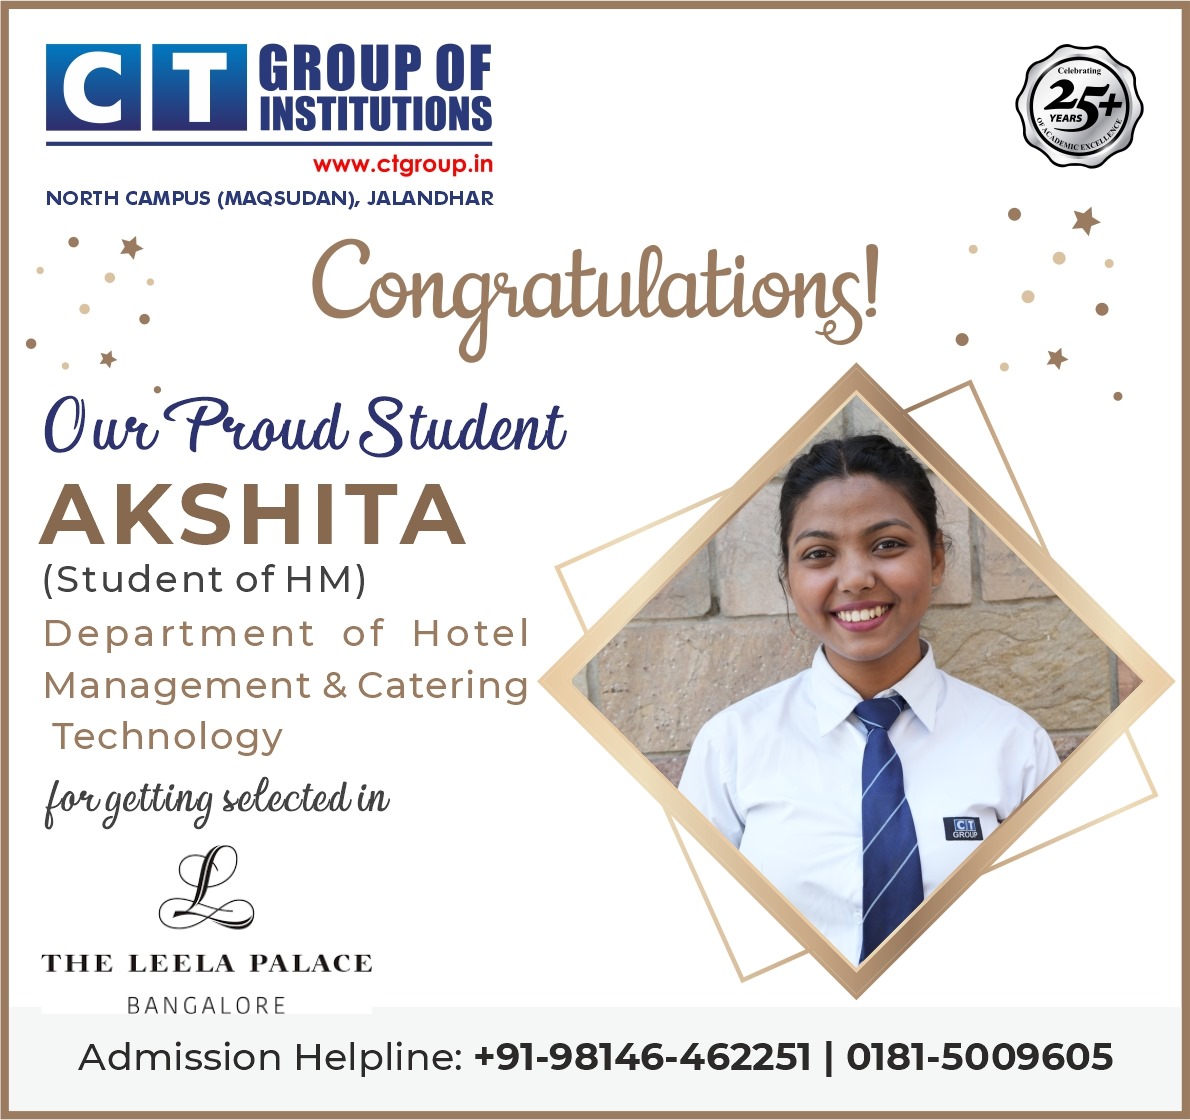 CT GROUP OF
INSTITUTIONS
www.ctgroup.in
NORTH CAMPUS (MAQSUDAN), JALANDHAR
Celebrating
25+
YEARS
OF ACADEMIC EXCELLENCE
Congratulations!
Our Proud Student
AKSHITA
(Student of HM)
Department of Hotel
Management & Catering
Technology
for getting selected in
L
THE LEELA PALACE
BANGALORE
CT
GROUP
Admission Helpline: +91-98146-462251 | 0181-5009605